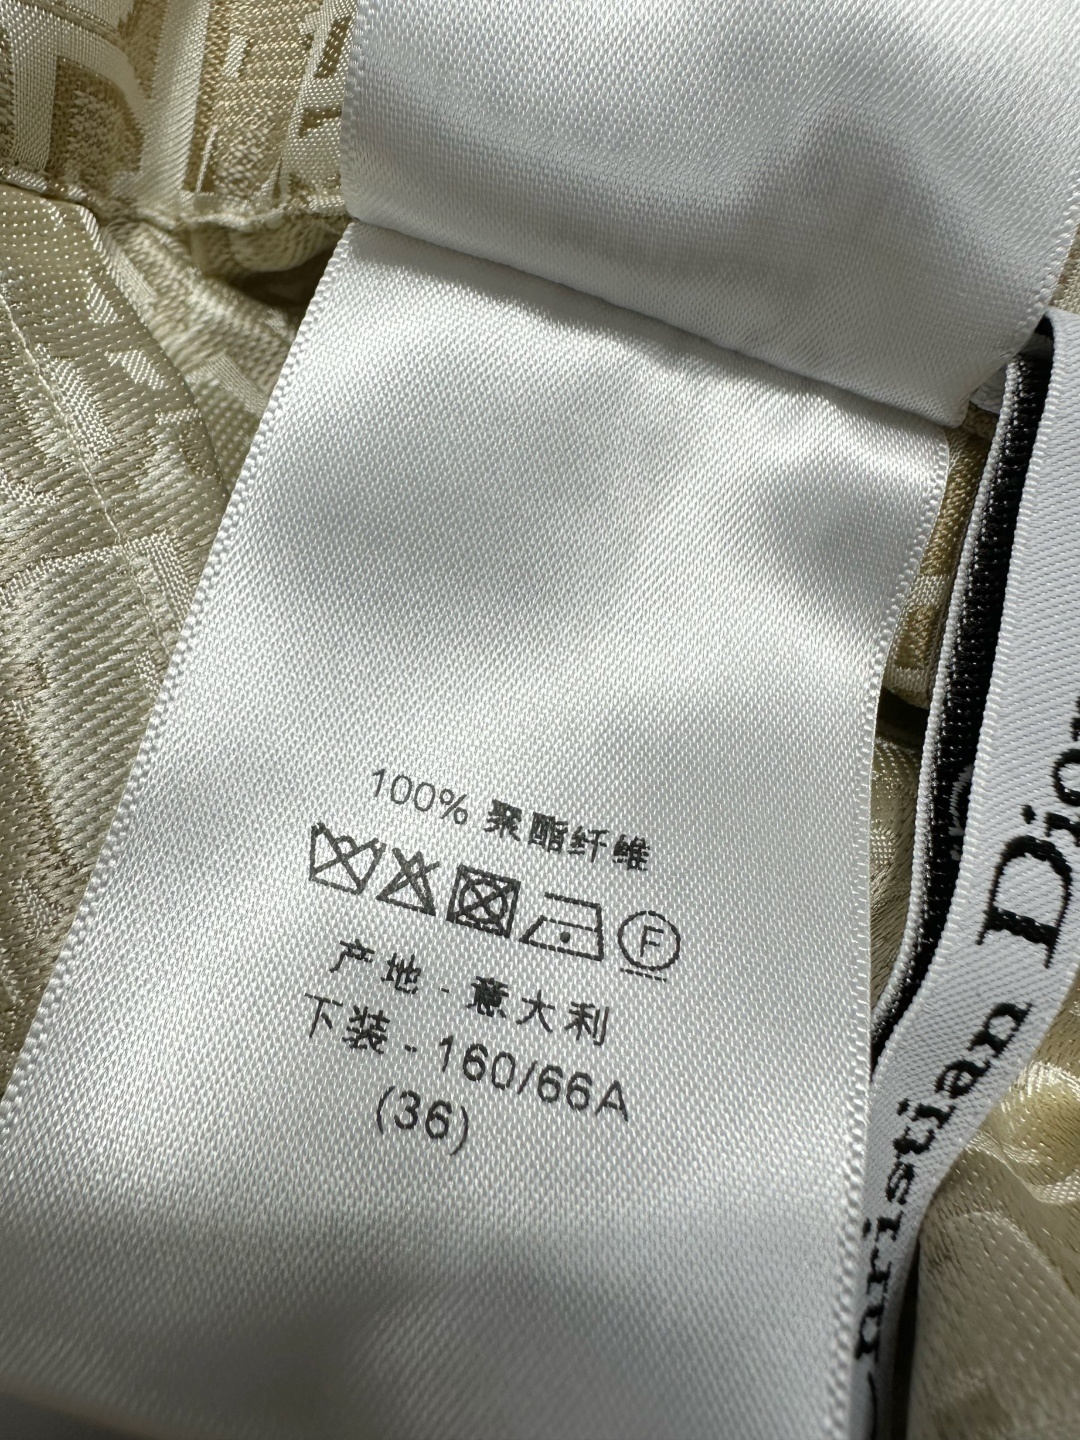 100% 聚酯纤维
F
产地 - 意大利
下装 - 160/66A
(36)
Christian Dior